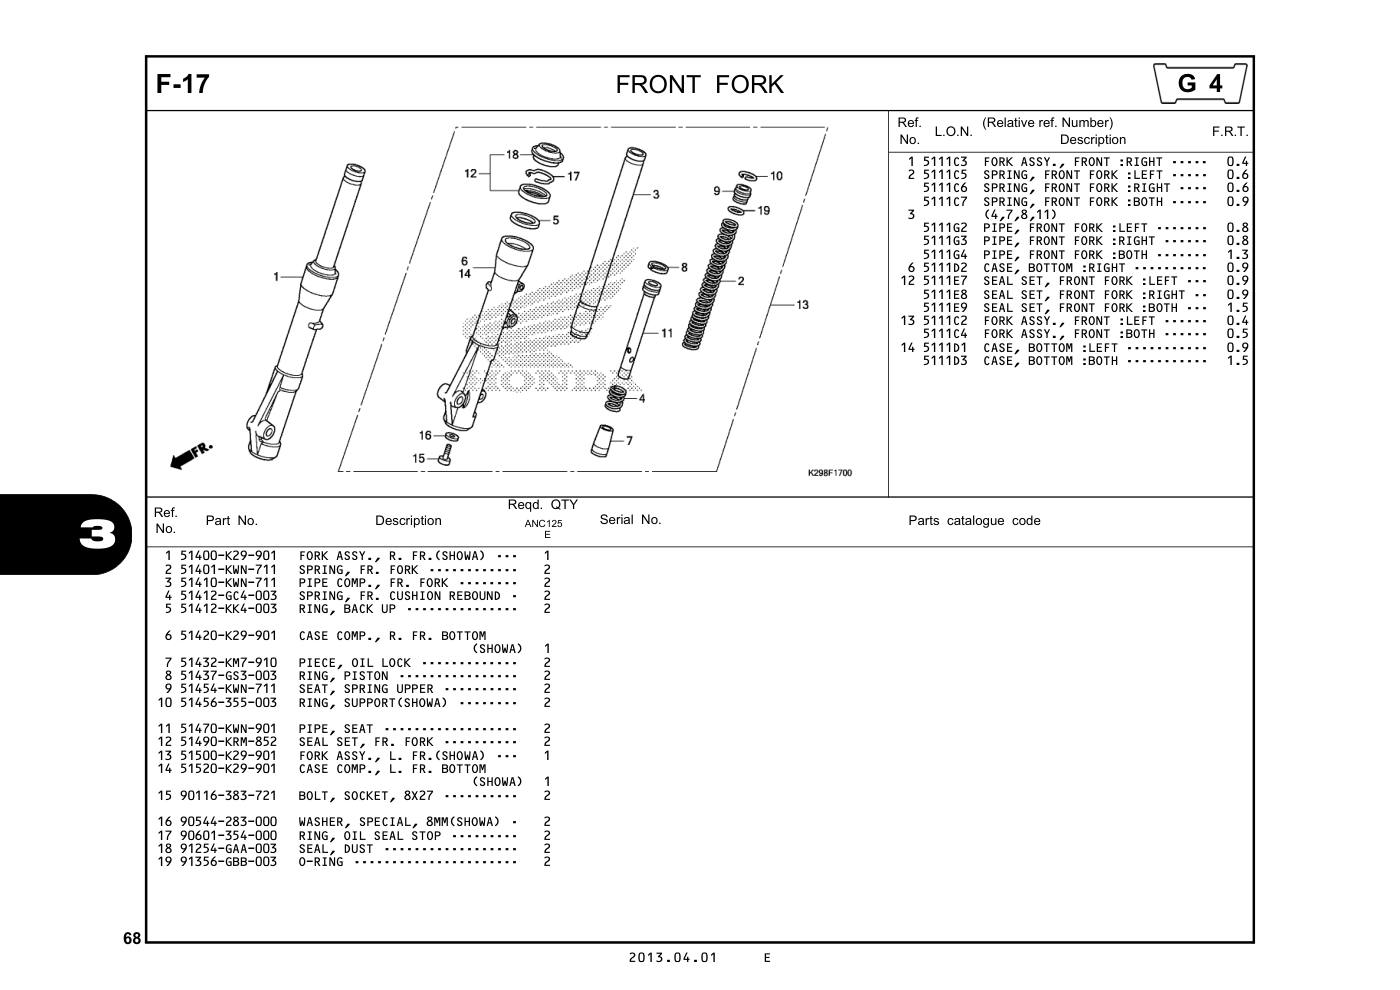 F-17
FRONT FORK
G 4
18
12
17
5
6
14
1
3
10
9
19
8
2
13
11
4
16
7
15
HONDA
FR.
K298F1700
Ref. No. L.O.N. (Relative ref. Number) Description F.R.T.
1 5111C3 FORK ASSY., FRONT :RIGHT ----- 0.4
2 5111C5 SPRING, FRONT FORK :LEFT ----- 0.6
5111C6 SPRING, FRONT FORK :RIGHT ---- 0.6
5111C7 SPRING, FRONT FORK :BOTH ----- 0.9
3 (4,7,8,11)
5111G2 PIPE, FRONT FORK :LEFT ------- 0.8
5111G3 PIPE, FRONT FORK :RIGHT ------ 0.8
5111G4 PIPE, FRONT FORK :BOTH ------- 1.3
6 5111D2 CASE, BOTTOM :RIGHT ---------- 0.9
12 5111E7 SEAL SET, FRONT FORK :LEFT --- 0.9
5111E8 SEAL SET, FRONT FORK :RIGHT -- 0.9
5111E9 SEAL SET, FRONT FORK :BOTH --- 1.5
13 5111C2 FORK ASSY., FRONT :LEFT ------ 0.4
5111C4 FORK ASSY., FRONT :BOTH ------ 0.5
14 5111D1 CASE, BOTTOM :LEFT ----------- 0.9
5111D3 CASE, BOTTOM :BOTH ----------- 1.5
3
Ref. No. Part No. Description Reqd. QTY ANC125 E Serial No. Parts catalogue code
1 51400-K29-901 FORK ASSY., R. FR.(SHOWA) --- 1
2 51401-KWN-711 SPRING, FR. FORK ------------ 2
3 51410-KWN-711 PIPE COMP., FR. FORK -------- 2
4 51412-GC4-003 SPRING, FR. CUSHION REBOUND - 2
5 51412-KK4-003 RING, BACK UP --------------- 2
6 51420-K29-901 CASE COMP., R. FR. BOTTOM
(SHOWA) 1
7 51432-KM7-910 PIECE, OIL LOCK ------------- 2
8 51437-GS3-003 RING, PISTON ---------------- 2
9 51454-KWN-711 SEAT, SPRING UPPER ---------- 2
10 51456-355-003 RING, SUPPORT(SHOWA) -------- 2
11 51470-KWN-901 PIPE, SEAT ------------------ 2
12 51490-KRM-852 SEAL SET, FR. FORK ---------- 2
13 51500-K29-901 FORK ASSY., L. FR.(SHOWA) --- 1
14 51520-K29-901 CASE COMP., L. FR. BOTTOM
(SHOWA) 1
15 90116-383-721 BOLT, SOCKET, 8X27 ---------- 2
16 90544-283-000 WASHER, SPECIAL, 8MM(SHOWA) - 2
17 90601-354-000 RING, OIL SEAL STOP --------- 2
18 91254-GAA-003 SEAL, DUST ------------------ 2
19 91356-GBB-003 O-RING ---------------------- 2
68
2013.04.01 E